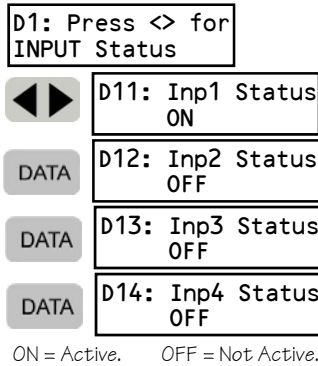 D1: Press <> for
INPUT Status
D11: Inp1 Status
ON
DATA
D12: Inp2 Status
OFF
DATA
D13: Inp3 Status
OFF
DATA
D14: Inp4 Status
OFF
ON = Active. OFF = Not Active.